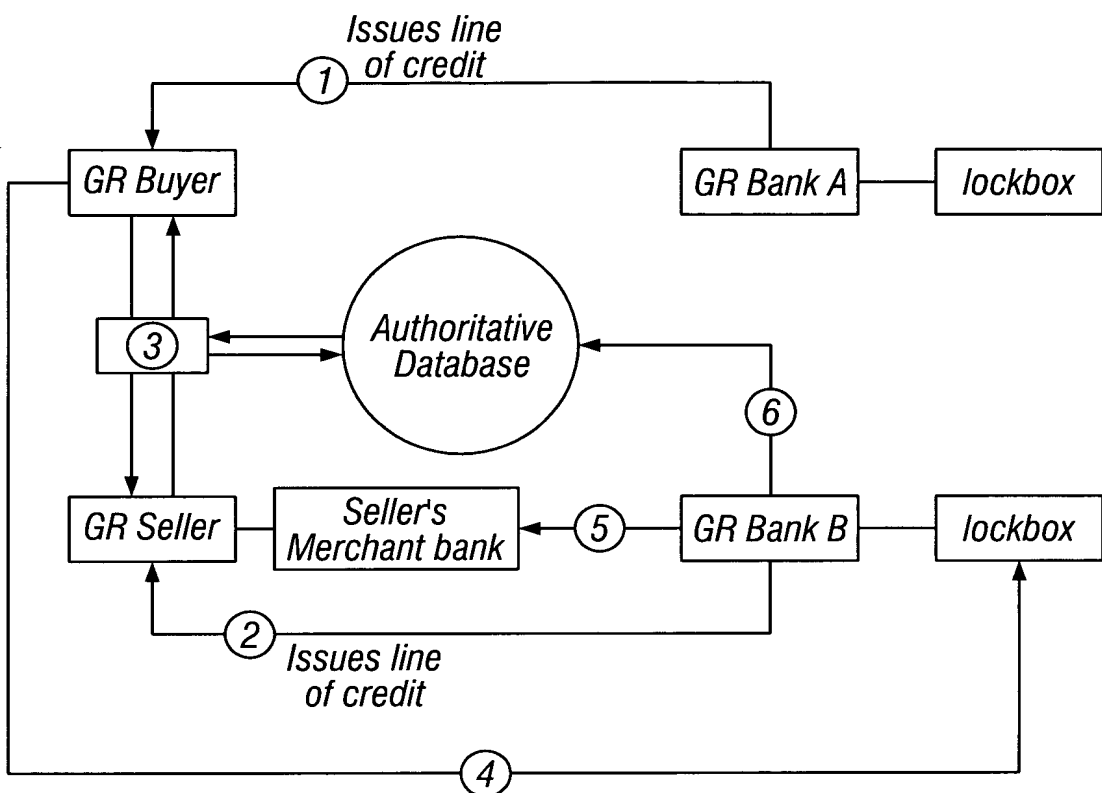 Issues line
of credit
1
GR Buyer
GR Bank A
lockbox
3
Authoritative
Database
6
GR Seller
Seller's
Merchant bank
5
GR Bank B
lockbox
2
Issues line
of credit
4